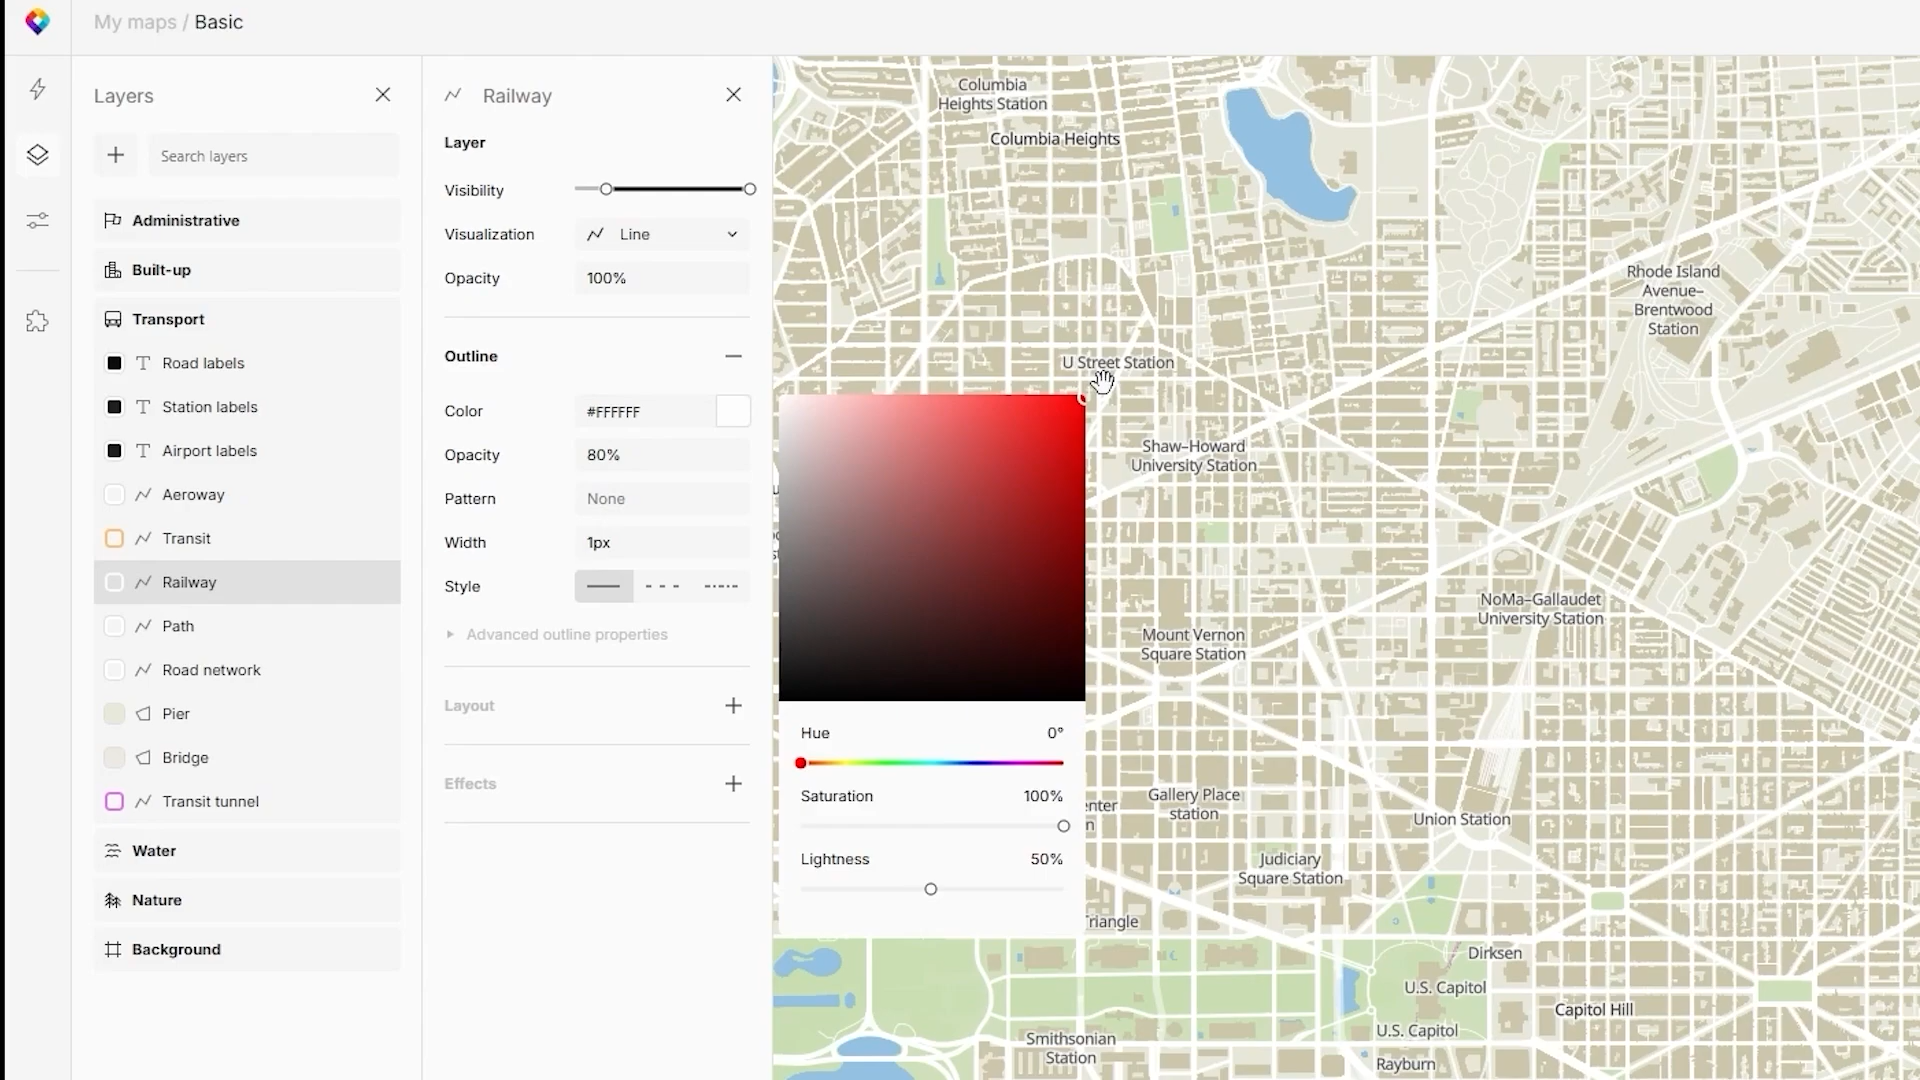 My maps / Basic
Layers
Search layers
Administrative
Built-up
Transport
Road labels
Station labels
Airport labels
Aeroway
Transit
Railway
Path
Road network
Pier
Bridge
Transit tunnel
Water
Nature
Background
Railway
Layer
Visibility
Visualization
Line
Opacity
100%
Outline
Color
#FFFFFF
Opacity
80%
Pattern
None
Width
1px
Style
Advanced outline properties
Layout
Effects
Hue
0°
Saturation
100%
Lightness
50%
Columbia
Heights Station
Columbia Heights
Rhode Island
Avenue–
Brentwood
Station
U Street Station
Shaw–Howard
University Station
NoMa–Gallaudet
University Station
Mount Vernon
Square Station
Gallery Place
station
Union Station
Judiciary
Square Station
Triangle
Dirksen
U.S. Capitol
Capitol Hill
U.S. Capitol
Smithsonian
Station
Rayburn